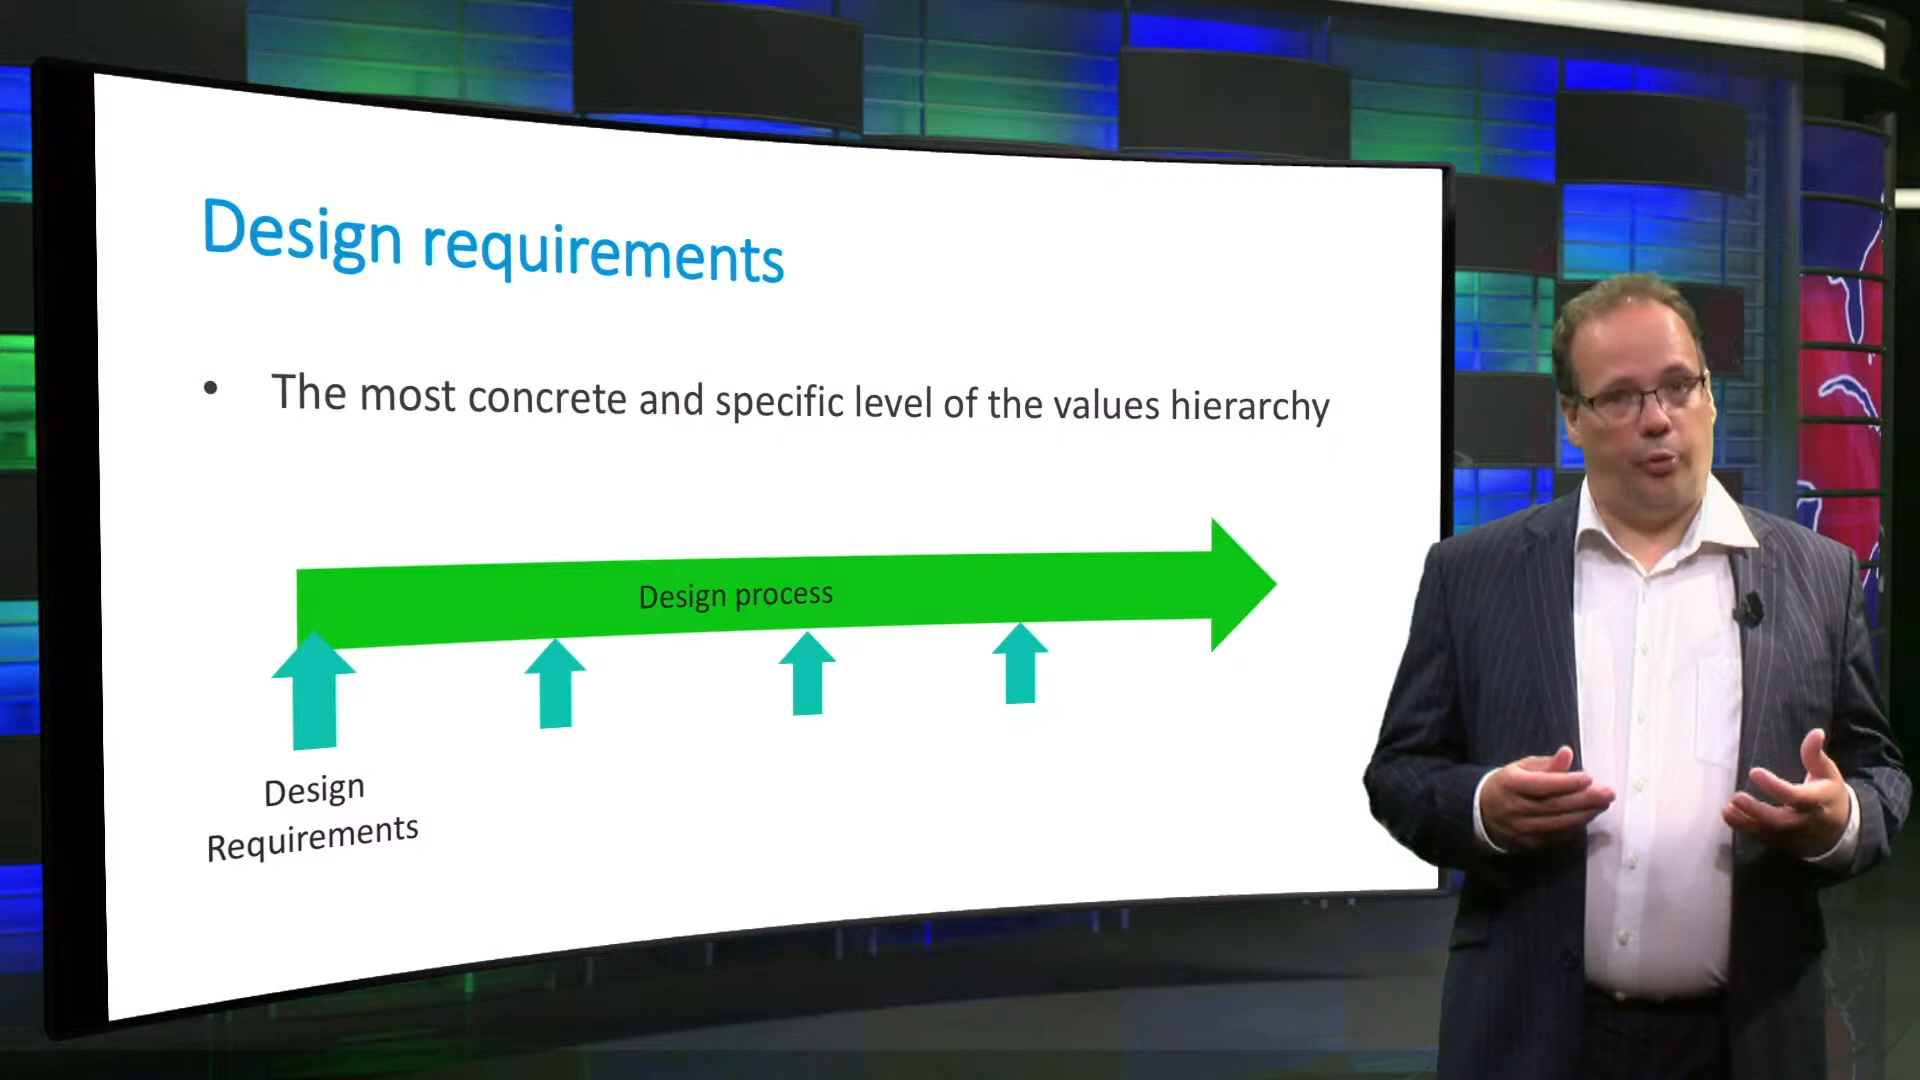 Design requirements
• The most concrete and specific level of the values hierarchy
Design process
Design
Requirements